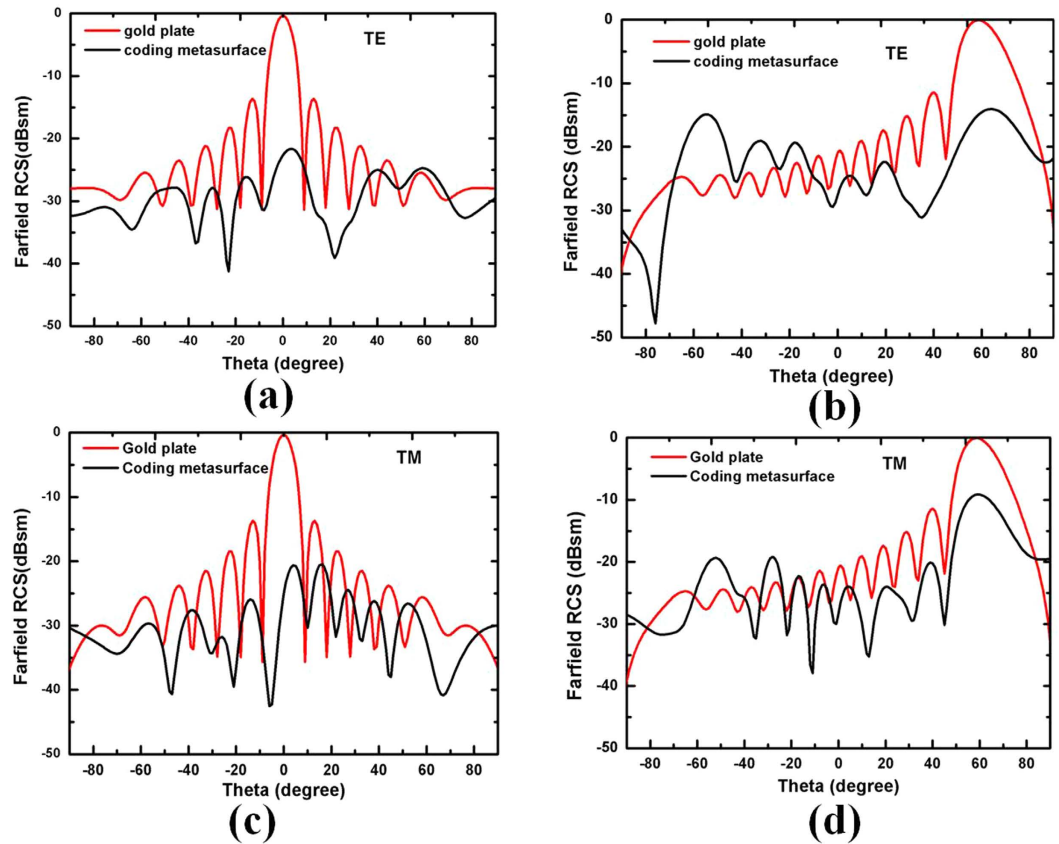 0
-10
-20
-30
-40
-50
gold plate
coding metasurface
TE
Farfield RCS(dBsm)
-80 -60 -40 -20 0 20 40 60 80
Theta (degree)
(a)
0
-10
-20
-30
-40
-50
gold plate
coding metasurface
TE
Farfield RCS (dBsm)
-80 -60 -40 -20 0 20 40 60 80
Theta (degree)
(b)
0
-10
-20
-30
-40
-50
Gold plate
Coding metasurface
TM
Farfield RCS(dBsm)
-80 -60 -40 -20 0 20 40 60 80
Theta (degree)
(c)
0
-10
-20
-30
-40
-50
Gold plate
Coding metasurface
TM
Farfield RCS (dBsm)
-80 -60 -40 -20 0 20 40 60 80
Theta (degree)
(d)